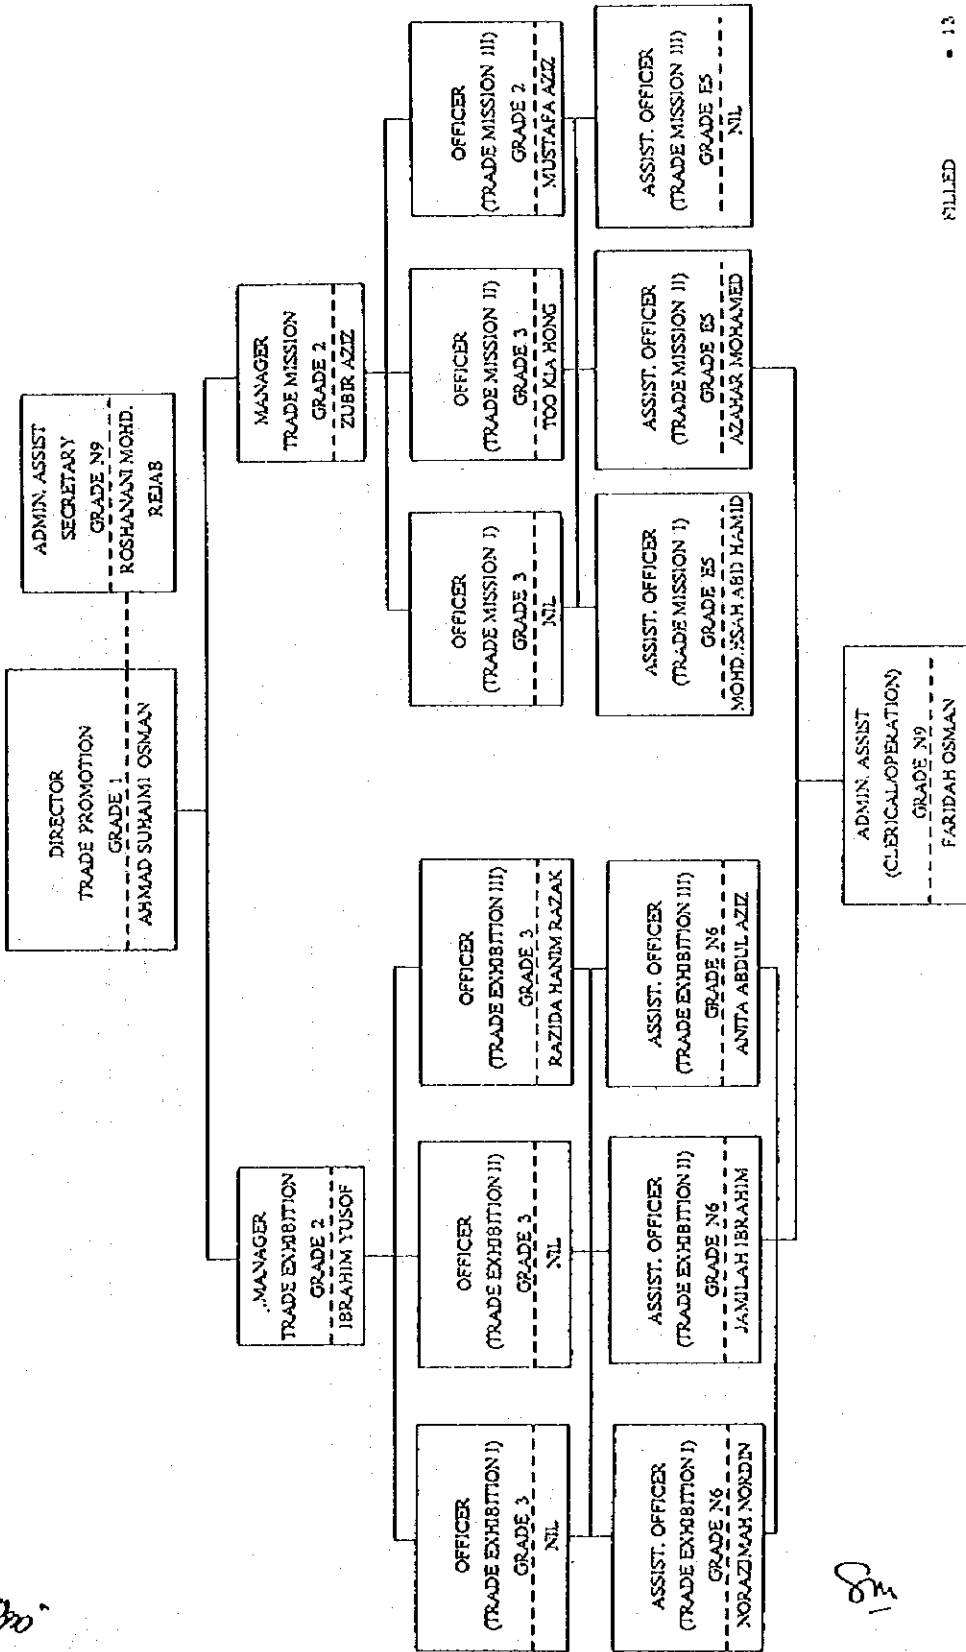 DIRECTOR
TRADE PROMOTION
GRADE 1
AHMAD SUHAIMI OSMAN
ADMIN. ASSIST
SECRETARY
GRADE N9
ROSHANANI MOHD.
REJAB
MANAGER
TRADE EXHIBITION
GRADE 2
IBRAHIM YUSOF
MANAGER
TRADE MISSION
GRADE 2
ZUBIR AZIZ
OFFICER
(TRADE EXHIBITION I)
GRADE 3
NIL
OFFICER
(TRADE EXHIBITION II)
GRADE 3
NIL
OFFICER
(TRADE EXHIBITION III)
GRADE 3
RAZIDA HANIM RAZAK
OFFICER
(TRADE MISSION I)
GRADE 3
NIL
OFFICER
(TRADE MISSION II)
GRADE 3
TOO KIA HONG
OFFICER
(TRADE MISSION III)
GRADE 2
MUSTAFA AZIZ
ASSIST. OFFICER
(TRADE EXHIBITION I)
GRADE N6
NORAZIMAH NORDIN
ASSIST. OFFICER
(TRADE EXHIBITION II)
GRADE N6
JAMILAH IBRAHIM
ASSIST. OFFICER
(TRADE EXHIBITION III)
GRADE N6
ANITA ABDUL AZIZ
ASSIST. OFFICER
(TRADE MISSION I)
GRADE E5
MOHD. ESAH ABD HAMID
ASSIST. OFFICER
(TRADE MISSION II)
GRADE E5
AZAHAR MOHAMED
ASSIST. OFFICER
(TRADE MISSION III)
GRADE E5
NIL
ADMIN. ASSIST
(CLERICAL/OPERATION)
GRADE N9
FARIDAH OSMAN
FILLED = 13